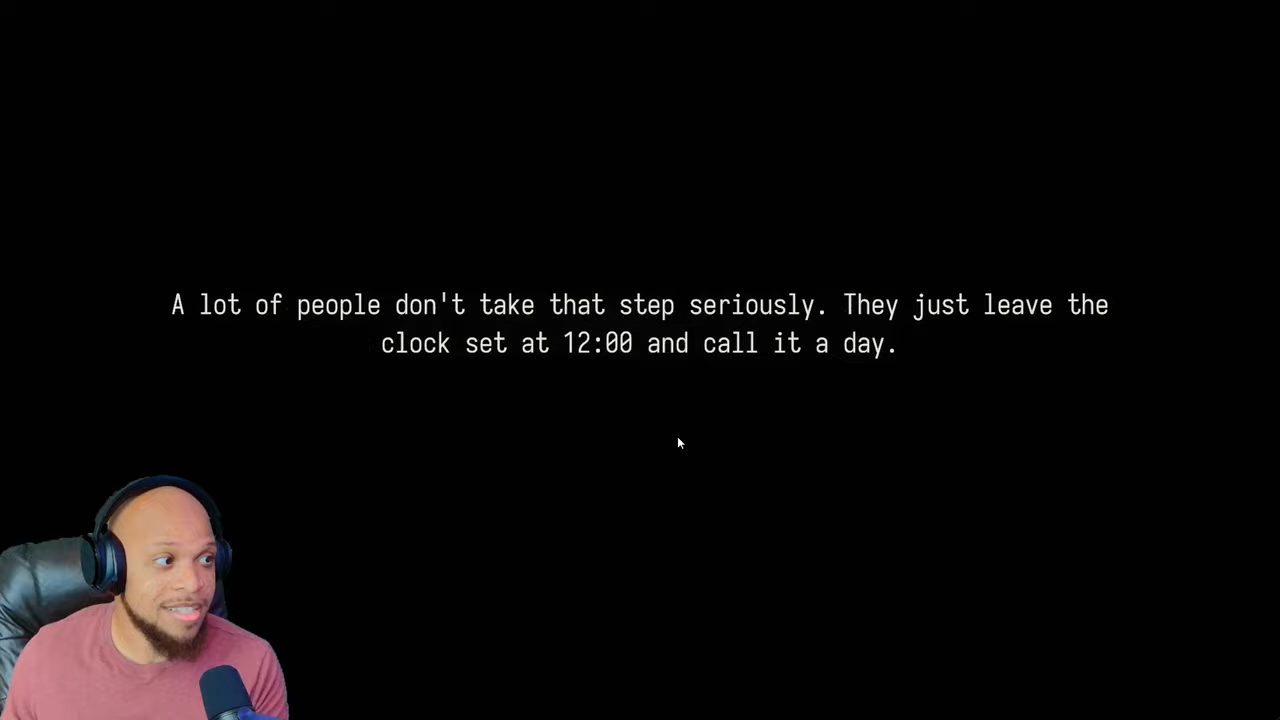 A lot of people don't take that step seriously. They just leave the
clock set at 12:00 and call it a day.